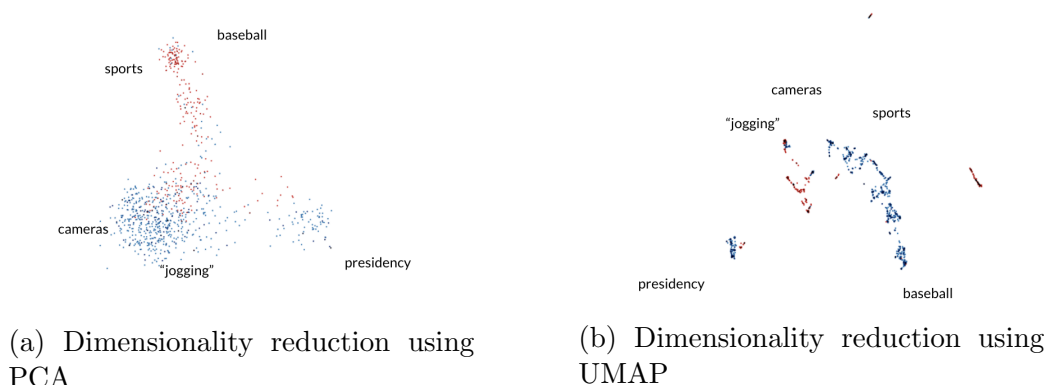 baseball
sports
cameras
"jogging"
presidency
(a) Dimensionality reduction using
PCA
cameras
sports
"jogging"
presidency
baseball
(b) Dimensionality reduction using
UMAP